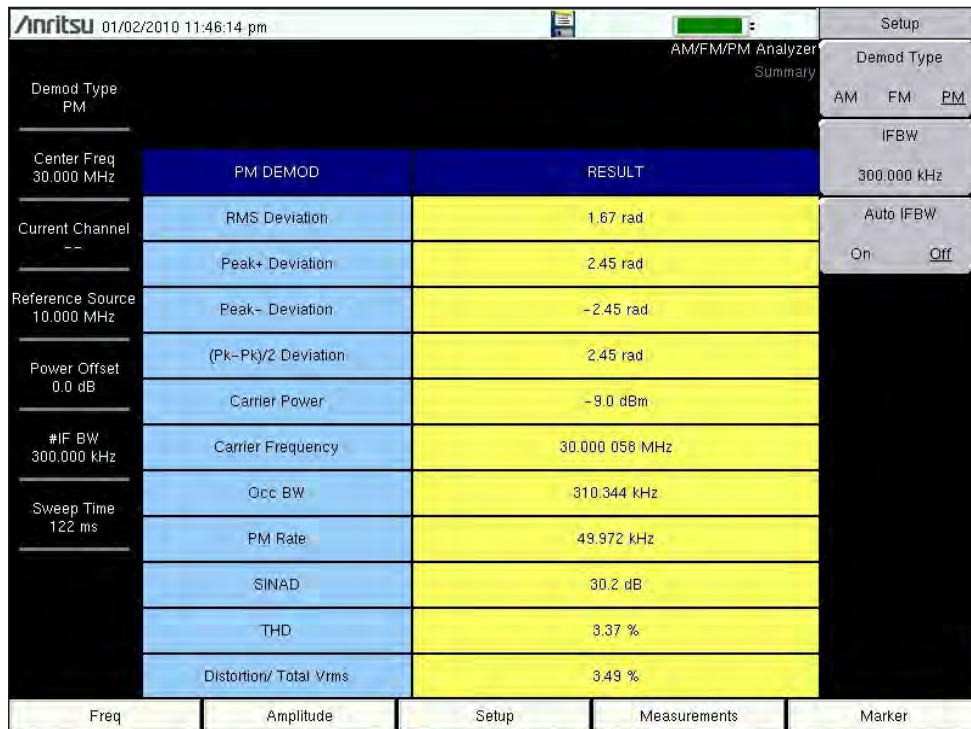 /Inritsu 01/02/2010 11:46:14 pm
AM/FM/PM Analyzer
Summary
Demod Type
PM
Center Freq
30.000 MHz
Current Channel
--
Reference Source
10.000 MHz
Power Offset
0.0 dB
#IF BW
300.000 kHz
Sweep Time
122 ms
PM DEMOD RESULT
RMS Deviation 1.67 rad
Peak+ Deviation 2.45 rad
Peak- Deviation -2.45 rad
(Pk-Pk)/2 Deviation 2.45 rad
Carrier Power -9.0 dBm
Carrier Frequency 30.000 058 MHz
Occ BW 310.344 kHz
PM Rate 49.972 kHz
SINAD 30.2 dB
THD 3.37 %
Distortion/ Total Vrms 3.49 %
Setup
Demod Type
AM FM PM
IFBW
300.000 kHz
Auto IFBW
On Off
Freq Amplitude Setup Measurements Marker